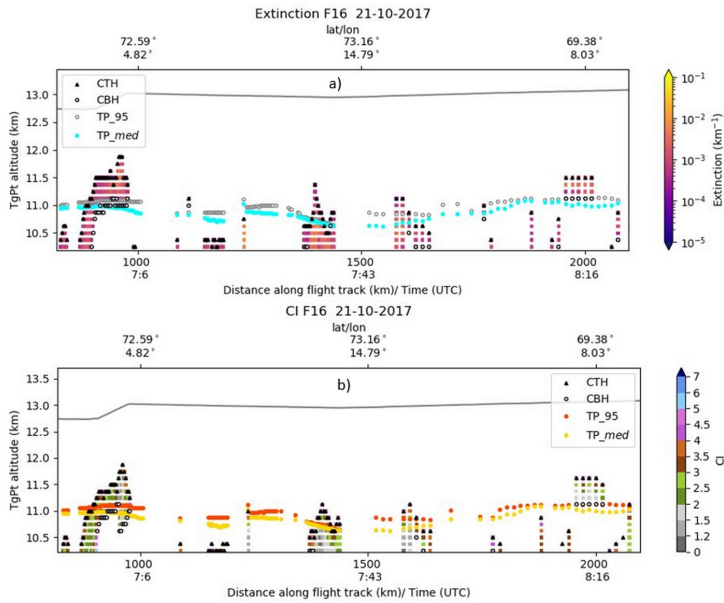 Extinction F16 21-10-2017
lat/lon
72.59° 73.16° 69.38°
4.82° 14.79° 8.03°
a)
CTH
CBH
TP_95
TP_med
13.0
12.5
12.0
11.5
11.0
10.5
TgPt altitude (km)
1000 1500 2000
7:6 7:43 8:16
Distance along flight track (km)/ Time (UTC)
10⁻¹
10⁻²
10⁻³
10⁻⁴
10⁻⁵
Extinction (km⁻¹)
CI F16 21-10-2017
lat/lon
72.59° 73.16° 69.38°
4.82° 14.79° 8.03°
b)
CTH
CBH
TP_95
TP_med
13.5
13.0
12.5
12.0
11.5
11.0
10.5
TgPt altitude (km)
1000 1500 2000
7:6 7:43 8:16
Distance along flight track (km)/ Time (UTC)
7
6
5
4.5
4
3.5
3
2.5
2
1.5
1.2
0
CI